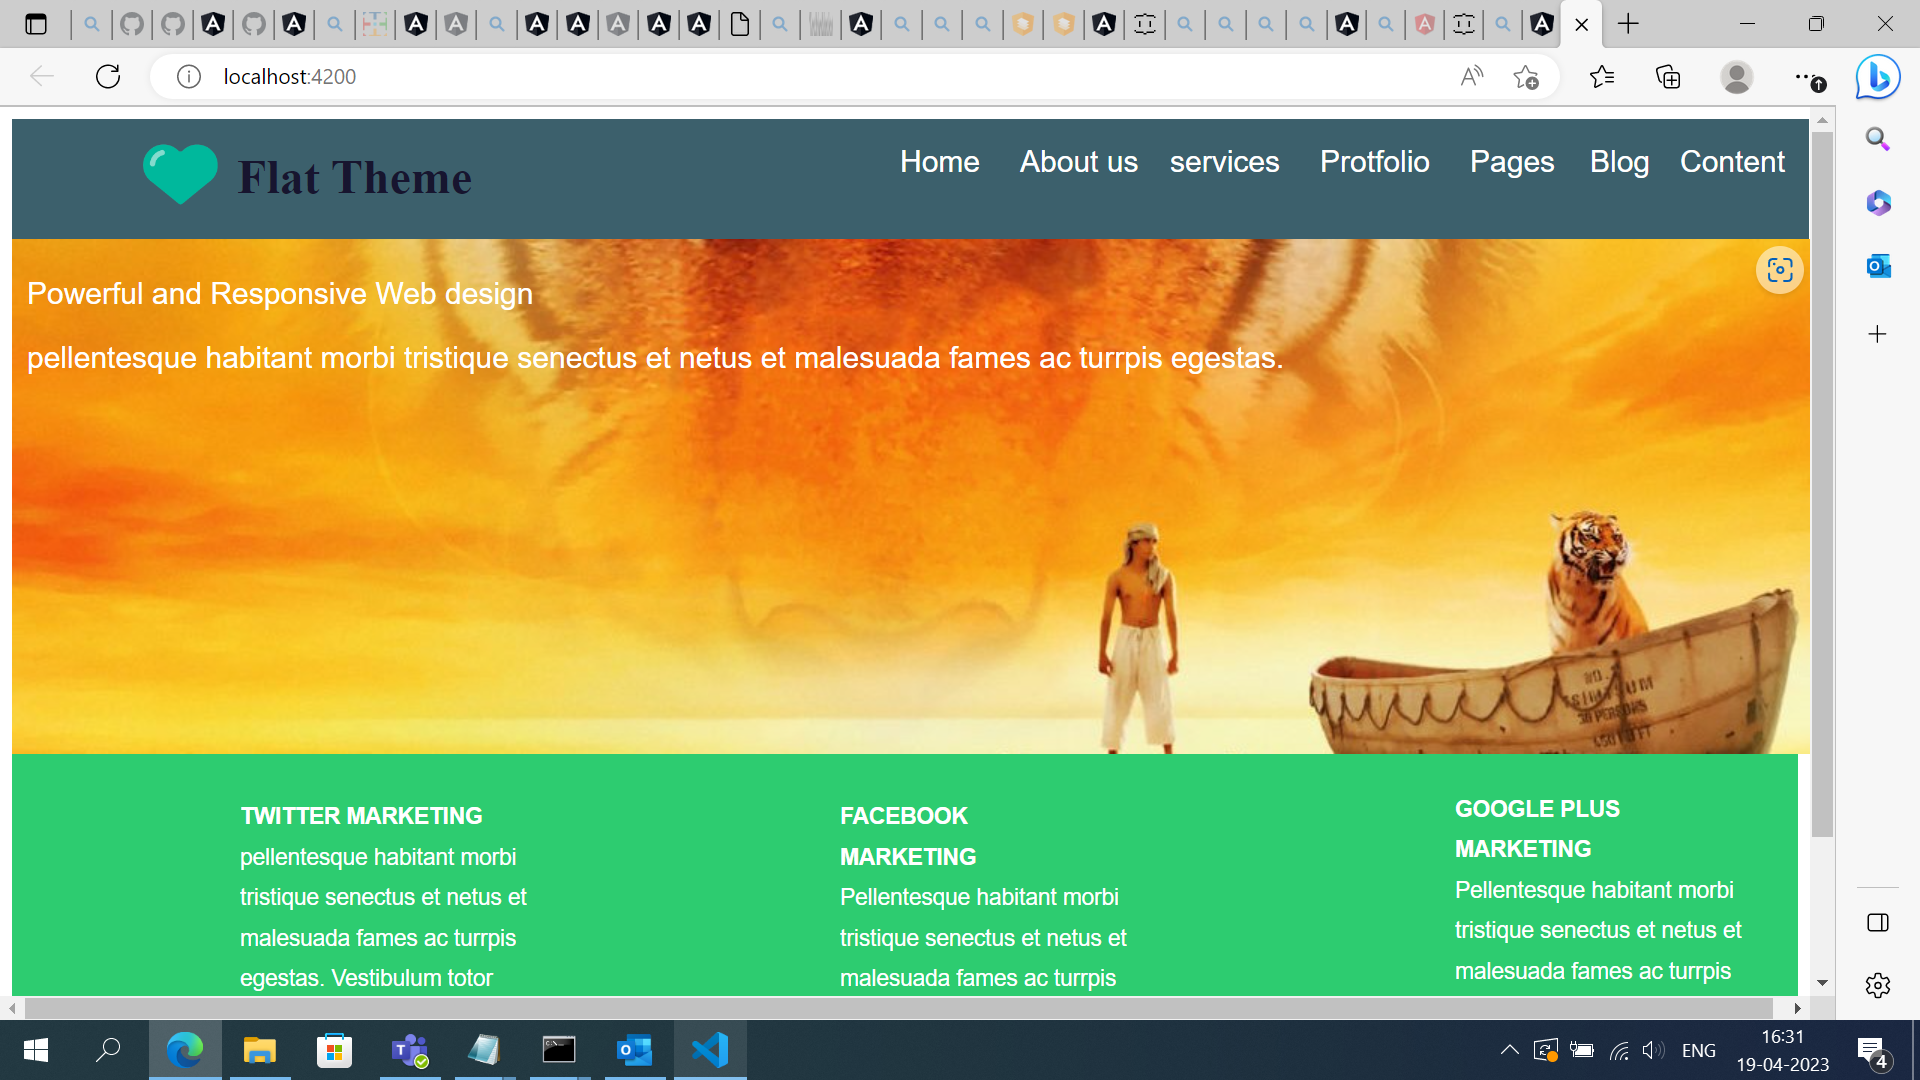 localhost:4200
Flat Theme
Home About us services Protfolio Pages Blog Content
Powerful and Responsive Web design
pellentesque habitant morbi tristique senectus et netus et malesuada fames ac turrpis egestas.
TWITTER MARKETING
pellentesque habitant morbi
tristique senectus et netus et
malesuada fames ac turrpis
egestas. Vestibulum totor
FACEBOOK
MARKETING
Pellentesque habitant morbi
tristique senectus et netus et
malesuada fames ac turrpis
GOOGLE PLUS
MARKETING
Pellentesque habitant morbi
tristique senectus et netus et
malesuada fames ac turrpis
ENG
16:31
19-04-2023
4